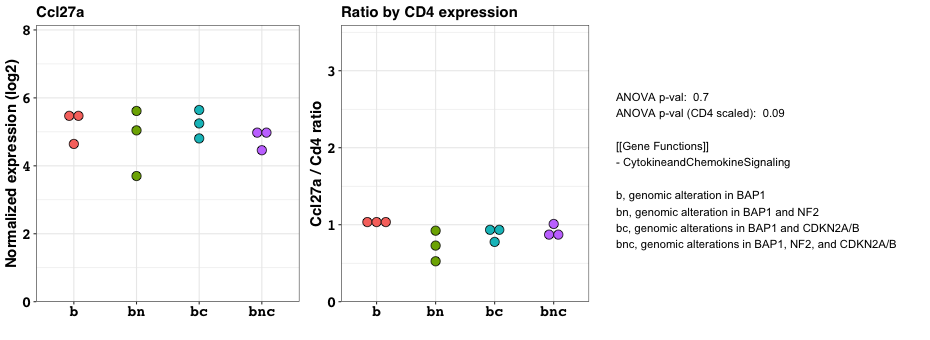 Ccl27a
Normalized expression (log2)
8
6
4
2
0
b
bn
bc
bnc
Ratio by CD4 expression
Ccl27a / Cd4 ratio
3
2
1
0
b
bn
bc
bnc
ANOVA p-val:  0.7
ANOVA p-val (CD4 scaled):  0.09
[[Gene Functions]]
- CytokineandChemokineSignaling
b, genomic alteration in BAP1
bn, genomic alteration in BAP1 and NF2
bc, genomic alterations in BAP1 and CDKN2A/B
bnc, genomic alterations in BAP1, NF2, and CDKN2A/B